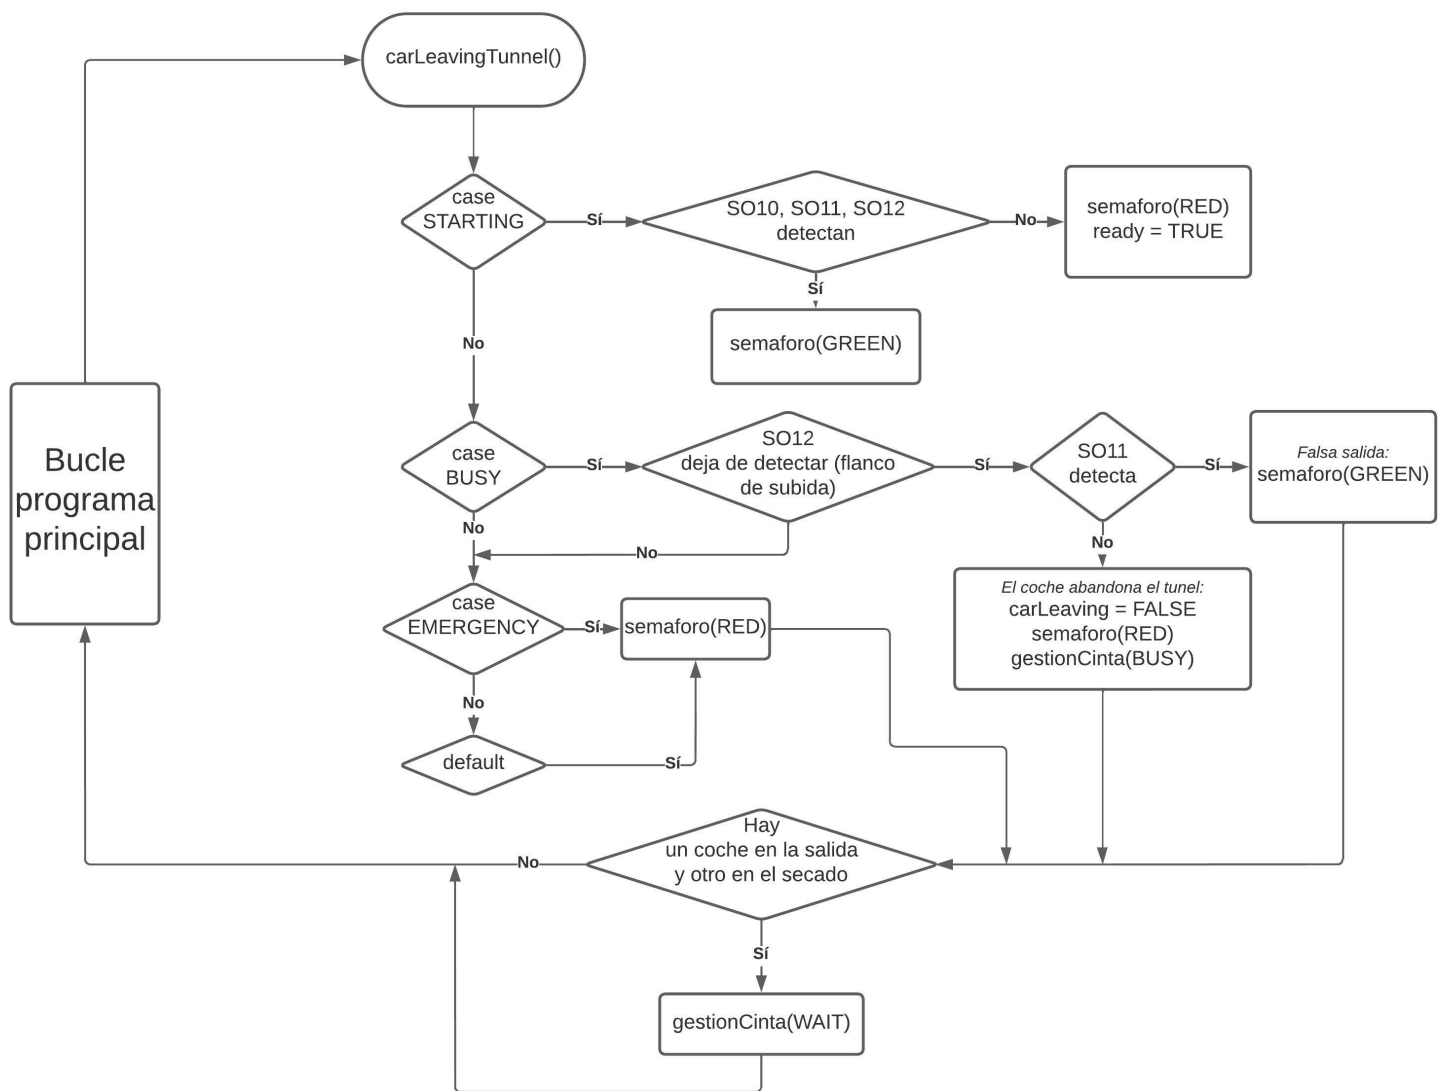 carLeavingTunnel()
case
STARTING
Sí
SO10, SO11, SO12
detectan
No
semaforo(RED)
ready = TRUE
Sí
semaforo(GREEN)
No
Bucle
programa
principal
case
BUSY
Sí
SO12
deja de detectar (flanco
de subida)
Sí
SO11
detecta
Sí
Falsa salida:
semaforo(GREEN)
No
No
No
El coche abandona el tunel:
carLeaving = FALSE
semaforo(RED)
gestionCinta(BUSY)
case
EMERGENCY
Sí
semaforo(RED)
No
default
Sí
Hay
un coche en la salida
y otro en el secado
No
Sí
gestionCinta(WAIT)